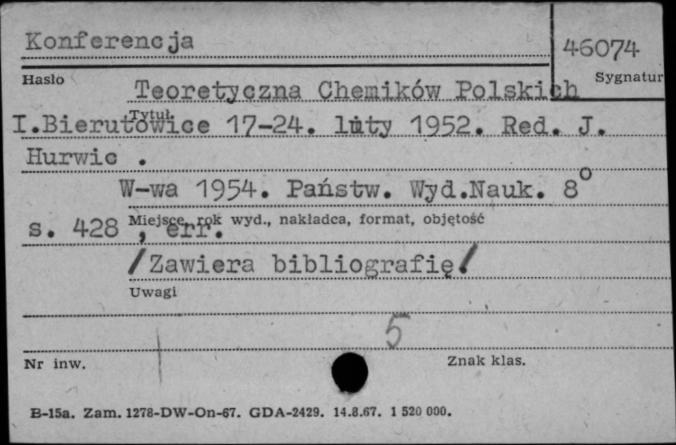 Konferencja
46074
Hasło
Sygnatur
Teoretyczna Chemików Polskich
Tytuł
I.Bierutowice 17-24. luty 1952. Red. J.
Hurwic .
W-wa 1954. Państw. Wyd.Nauk. 8°
Miejsce, rok wyd., nakładca, format, objętość
s. 428 , err.
/Zawiera bibliografię/
Uwagi
5
Nr inw.
Znak klas.
B-15a. Zam. 1278-DW-On-67. GDA-2429. 14.8.67. 1 520 000.